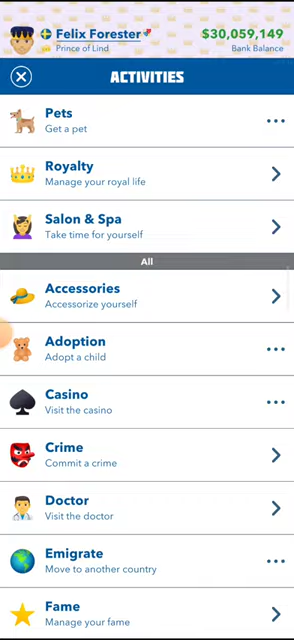 Felix Forester
$30,059,149
Prince of Lind
Bank Balance
ACTIVITIES
Pets
Get a pet
Royalty
Manage your royal life
Salon & Spa
Take time for yourself
All
Accessories
Accessorize yourself
Adoption
Adopt a child
Casino
Visit the casino
Crime
Commit a crime
Doctor
Visit the doctor
Emigrate
Move to another country
Fame
Manage your fame